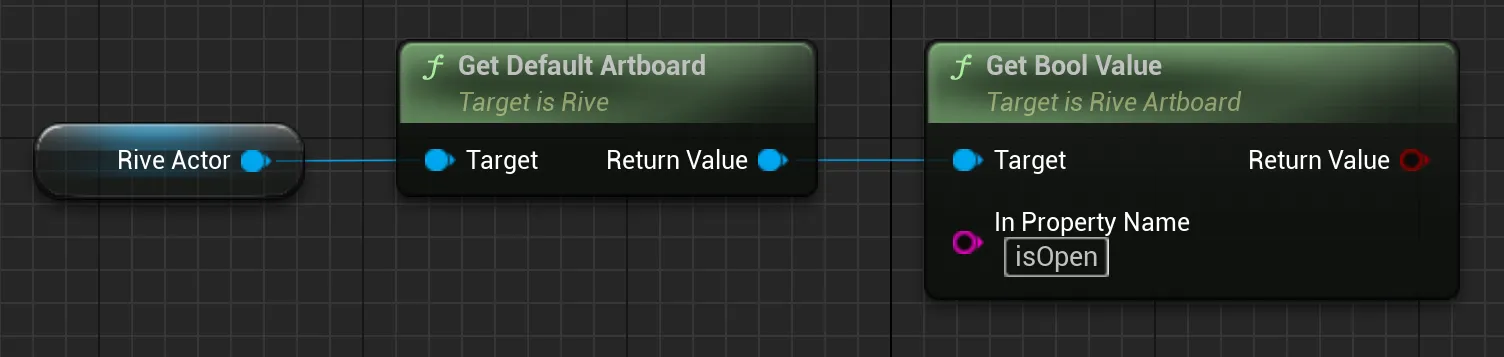 Rive Actor
ƒ Get Default Artboard
Target is Rive
Target Return Value
ƒ Get Bool Value
Target is Rive Artboard
Target Return Value
In Property Name
isOpen